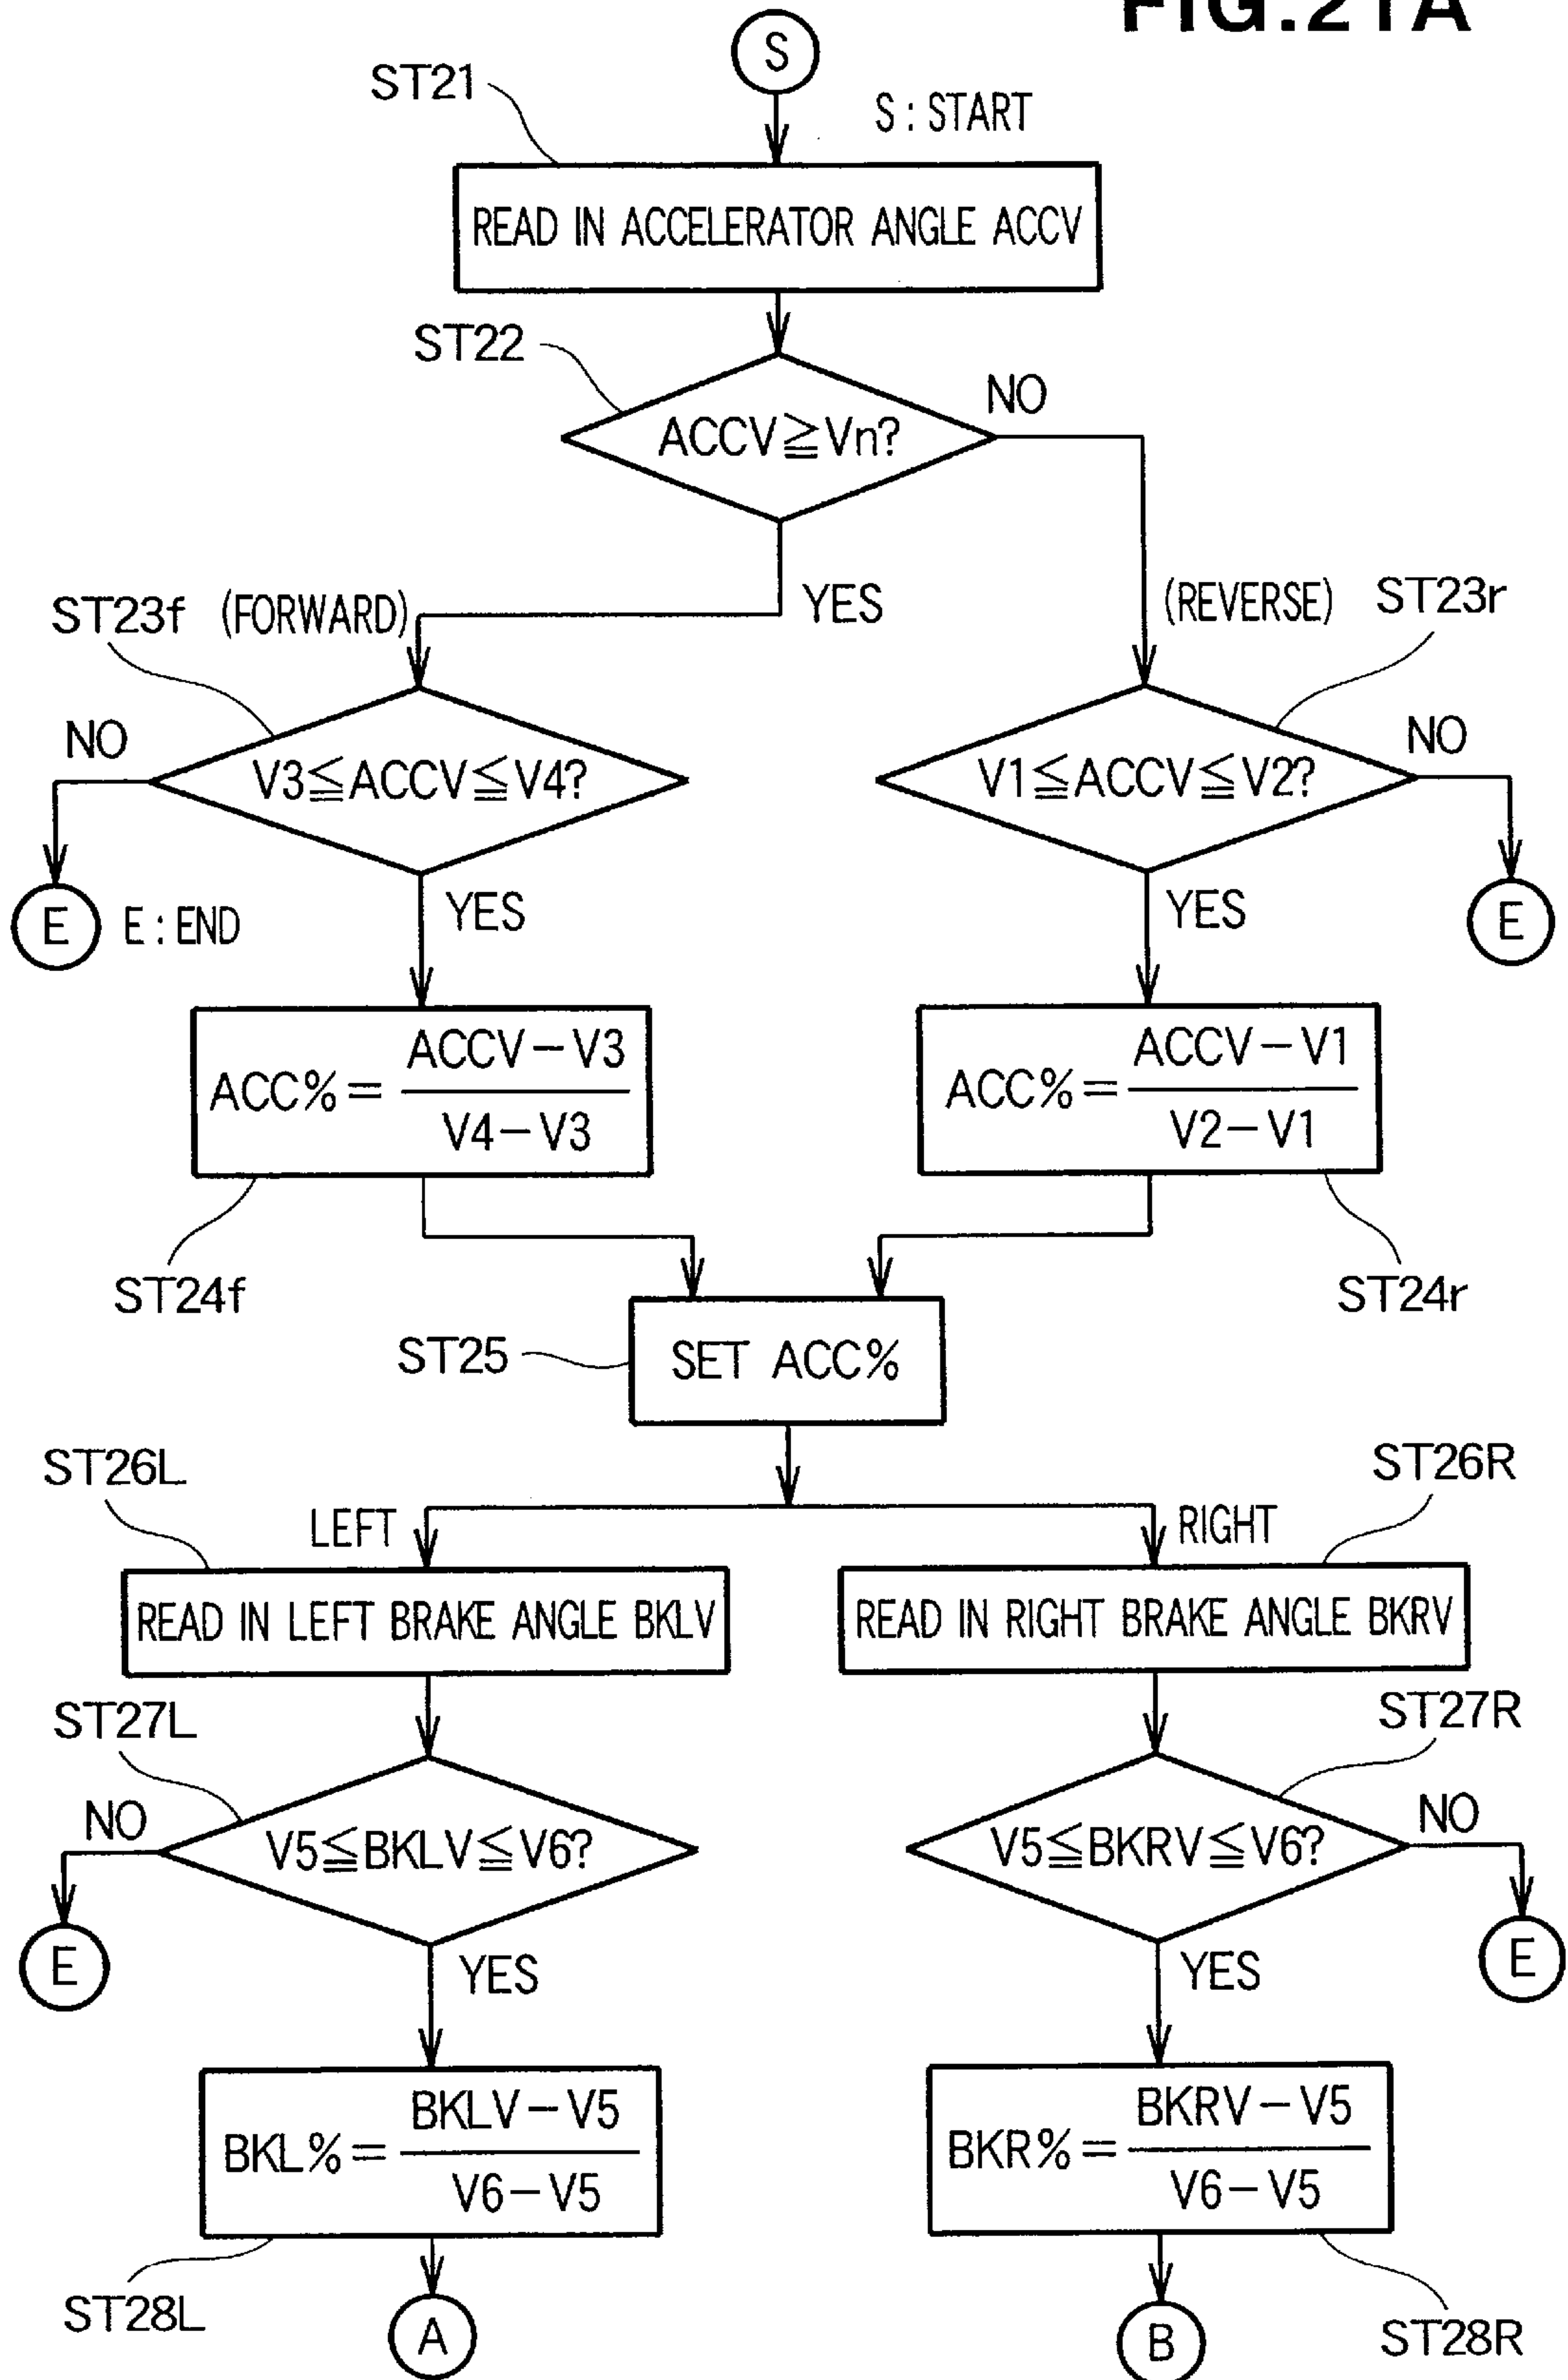 FIG.21A
S
ST21
S : START
READ IN ACCELERATOR ANGLE ACCV
ST22
NO
ACCV≧Vn?
YES
ST23f (FORWARD)
(REVERSE) ST23r
NO
V3≦ACCV≦V4?
V1≦ACCV≦V2?
NO
E
E : END
YES
YES
E
ACC%= ACCV-V3
V4-V3
ACC%= ACCV-V1
V2-V1
ST24f
ST24r
ST25
SET ACC%
ST26L
ST26R
LEFT
RIGHT
READ IN LEFT BRAKE ANGLE BKLV
READ IN RIGHT BRAKE ANGLE BKRV
ST27L
ST27R
NO
V5≦BKLV≦V6?
V5≦BKRV≦V6?
NO
E
YES
YES
E
BKL%= BKLV-V5
V6-V5
BKR%= BKRV-V5
V6-V5
ST28L
A
B
ST28R